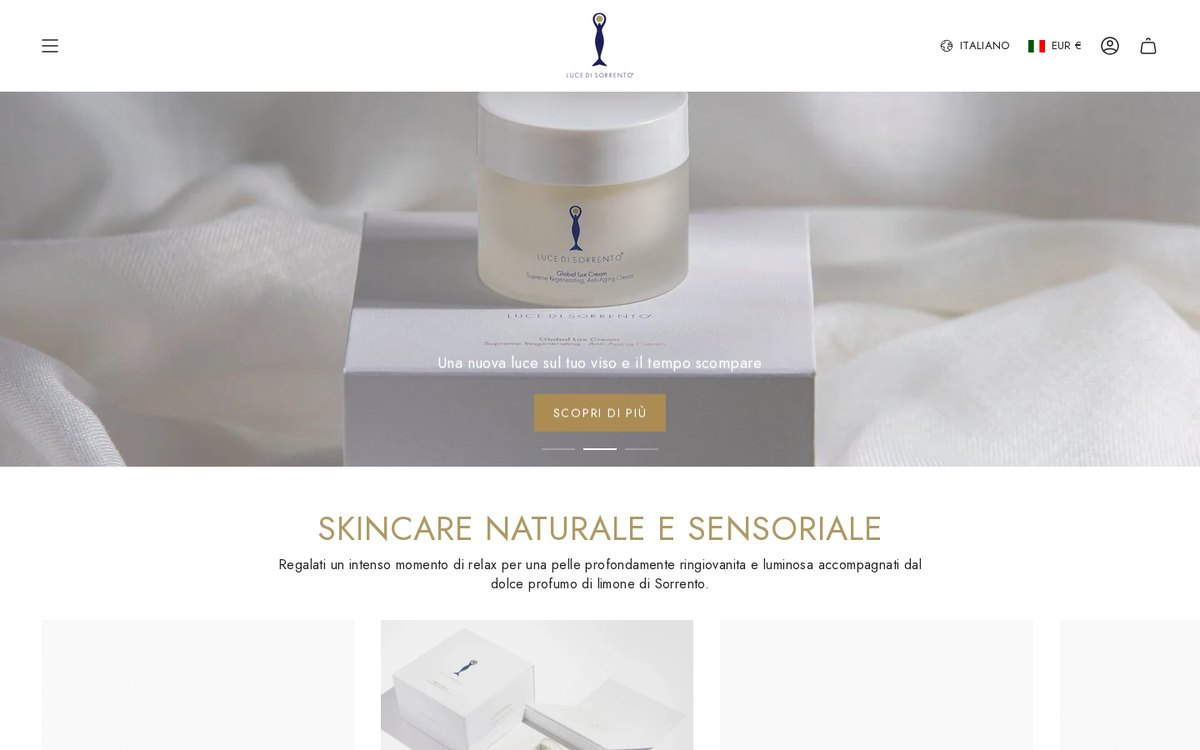 LUCE DI SORRENTO
ITALIANO
EUR €
LUCE DI SORRENTO®
Global Lux Cream
Supreme Regenerating, Anti-Aging Cream
LUCE DI SORRENTO®
Global Lux Cream
Supreme Regenerating Anti-Aging Cream
Una nuova luce sul tuo viso e il tempo scompare
SCOPRI DI PIÙ
SKINCARE NATURALE E SENSORIALE
Regalati un intenso momento di relax per una pelle profondamente ringiovanita e luminosa accompagnati dal
dolce profumo di limone di Sorrento.